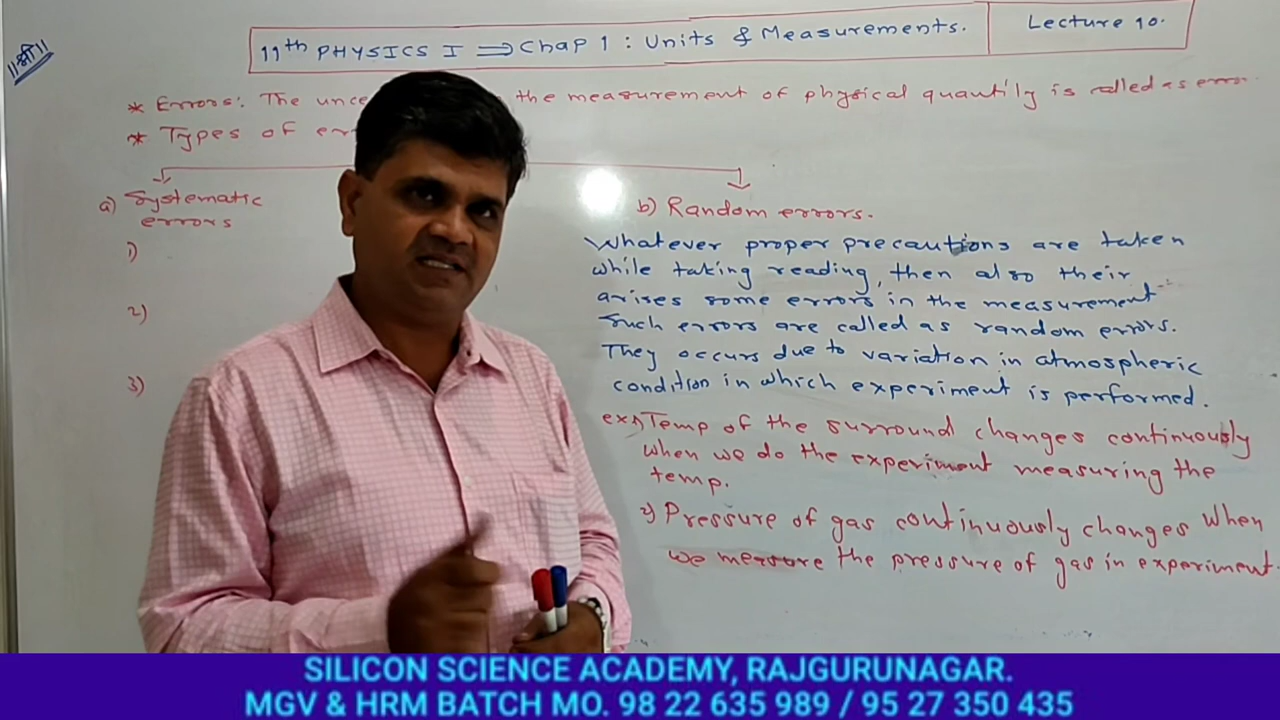 ॥श्री॥
11th PHYSICS I ⇒ Chap 1 : Units & Measurements.
Lecture 10.
* Errors: The unce the measurement of physical quantity is called as error
* Types of err
a) Systematic
errors
1)
2)
3)
b) Random errors.
Whatever proper precautions are taken
while taking reading, then also their
arises some errors in the measurement
Such errors are called as random errors.
They occurs due to variation in atmospheric
condition in which experiment is performed.
ex1) Temp of the surround changes continuously
when we do the experiment measuring the
temp.
2) Pressure of gas continuously changes when
we measure the pressure of gas in experiment.
SILICON SCIENCE ACADEMY, RAJGURUNAGAR.
MGV & HRM BATCH MO. 98 22 635 989 / 95 27 350 435